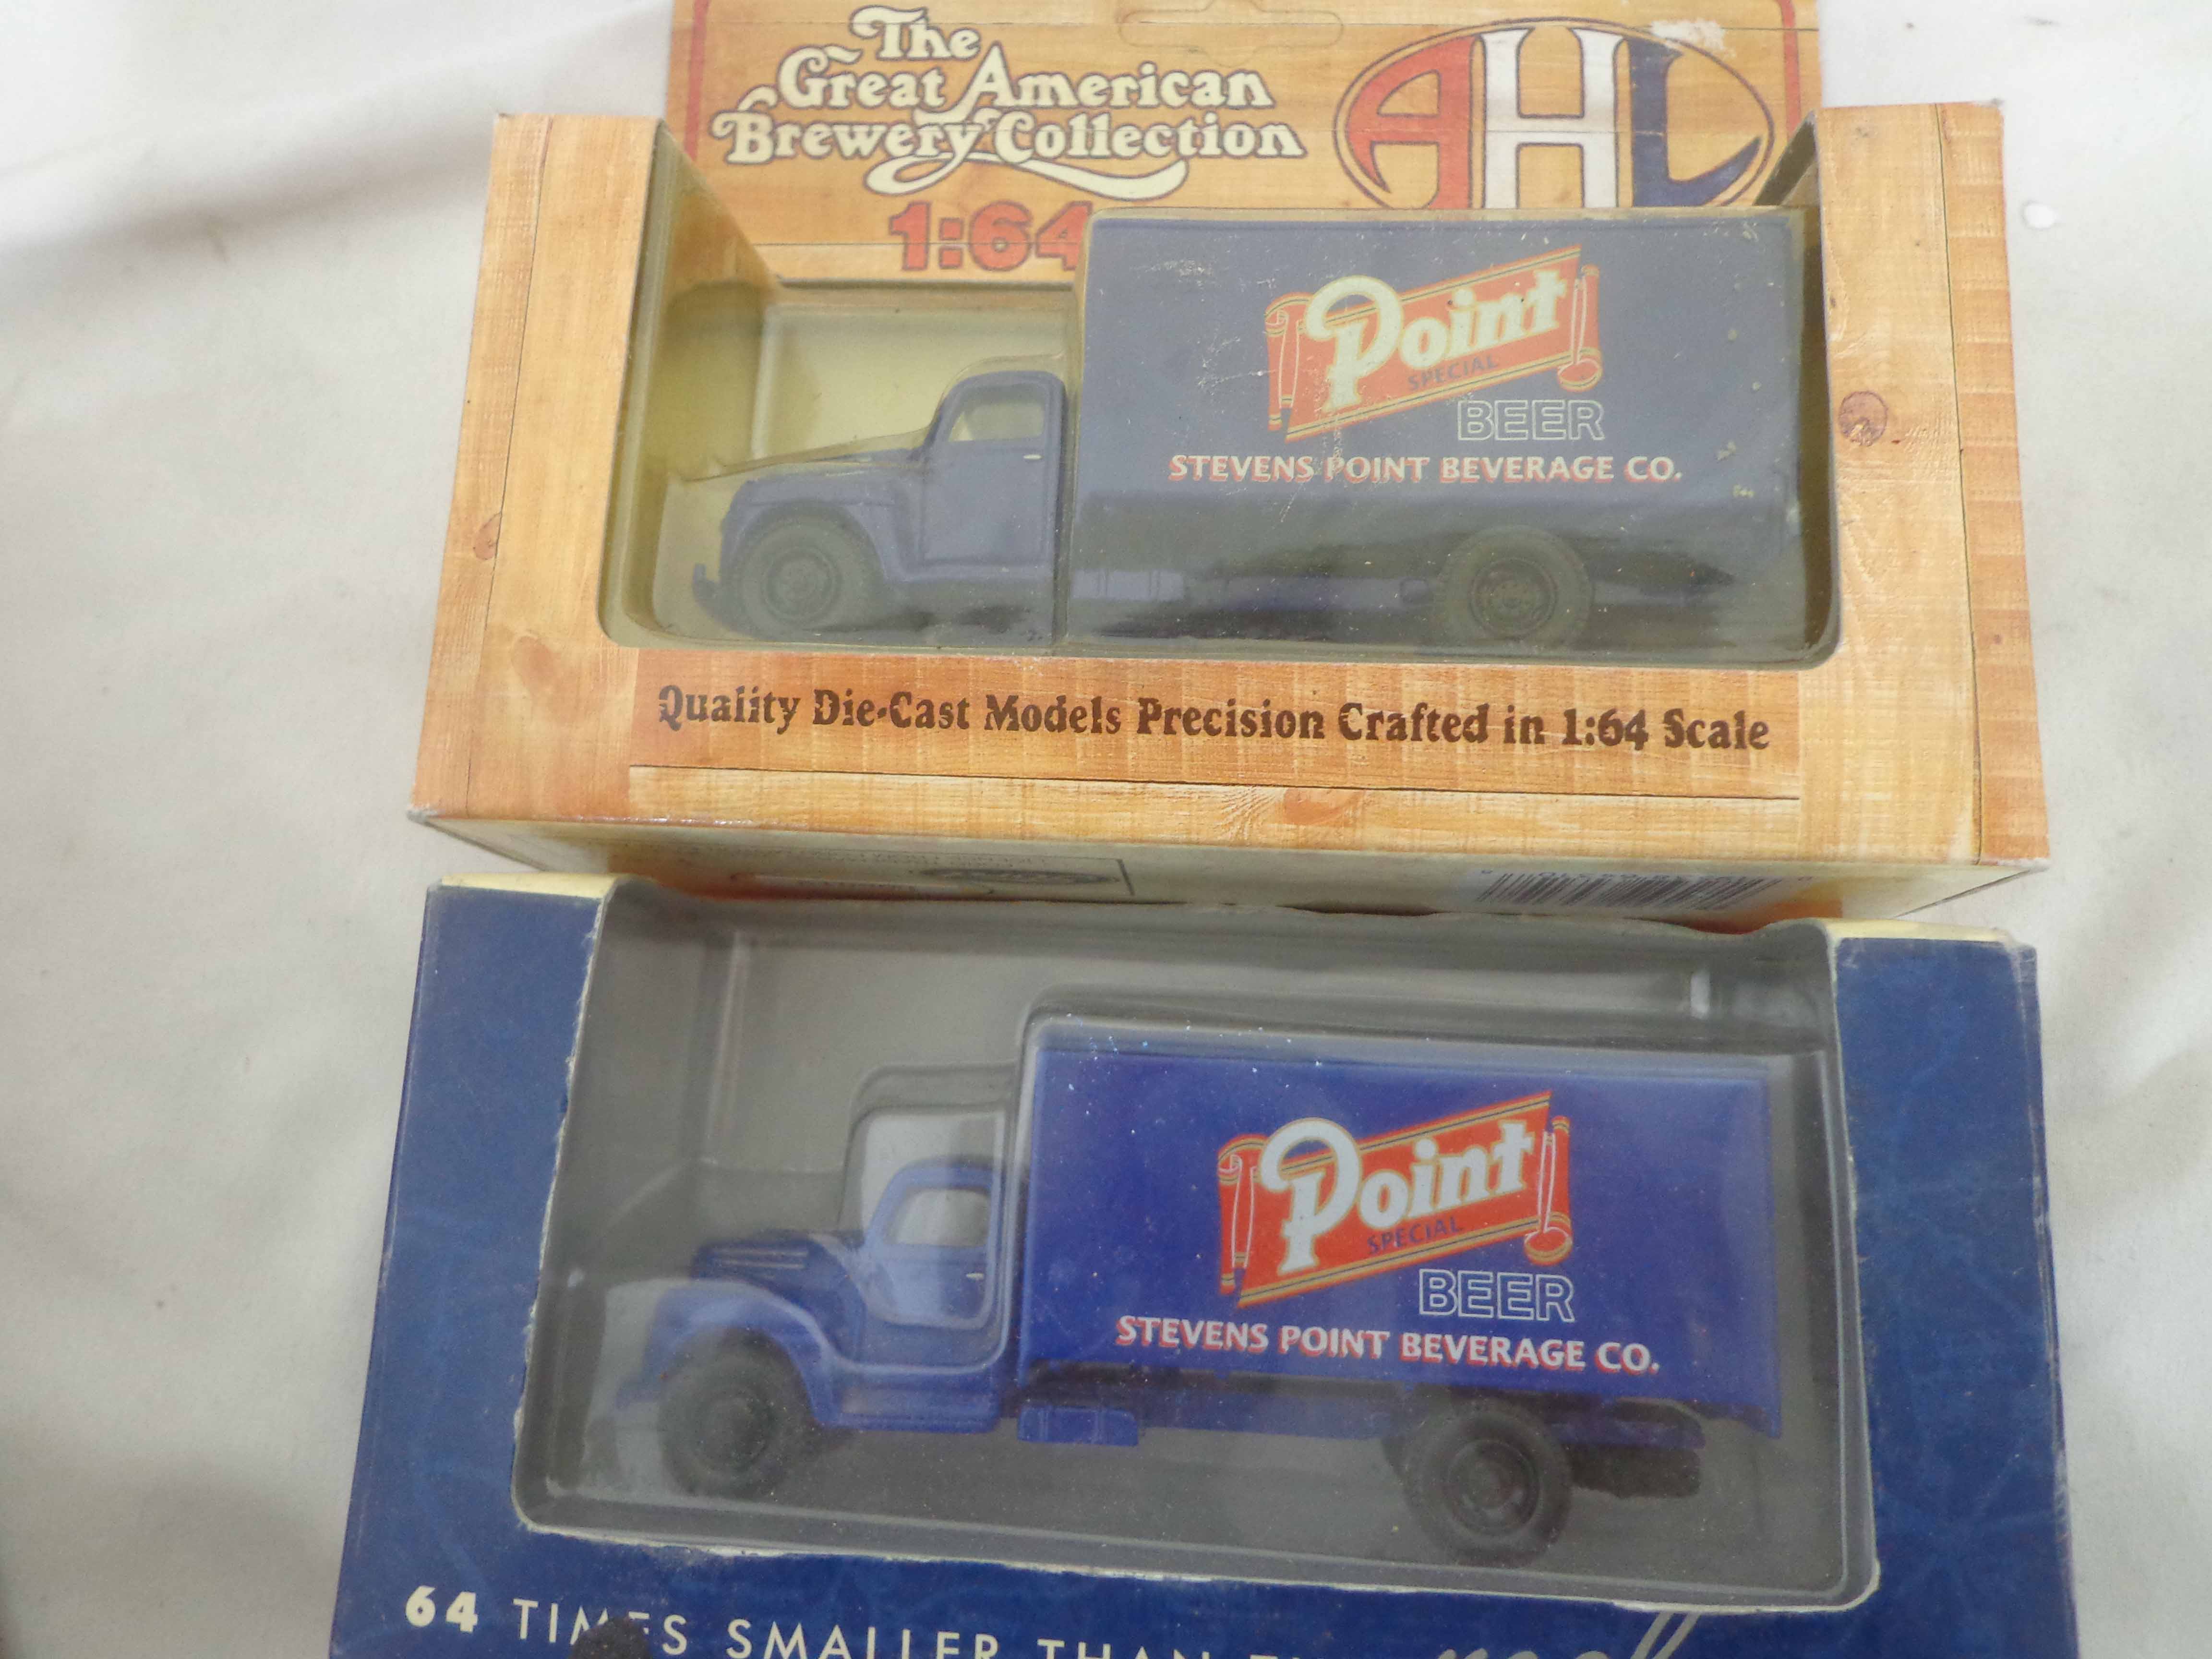 The
Great American
Brewery Collection
AHL
1:64
Point
SPECIAL
BEER
STEVENS POINT BEVERAGE CO.
Quality Die-Cast Models Precision Crafted in 1:64 Scale
Point
SPECIAL
BEER
STEVENS POINT BEVERAGE CO.
64 TIMES SMALLER THAN